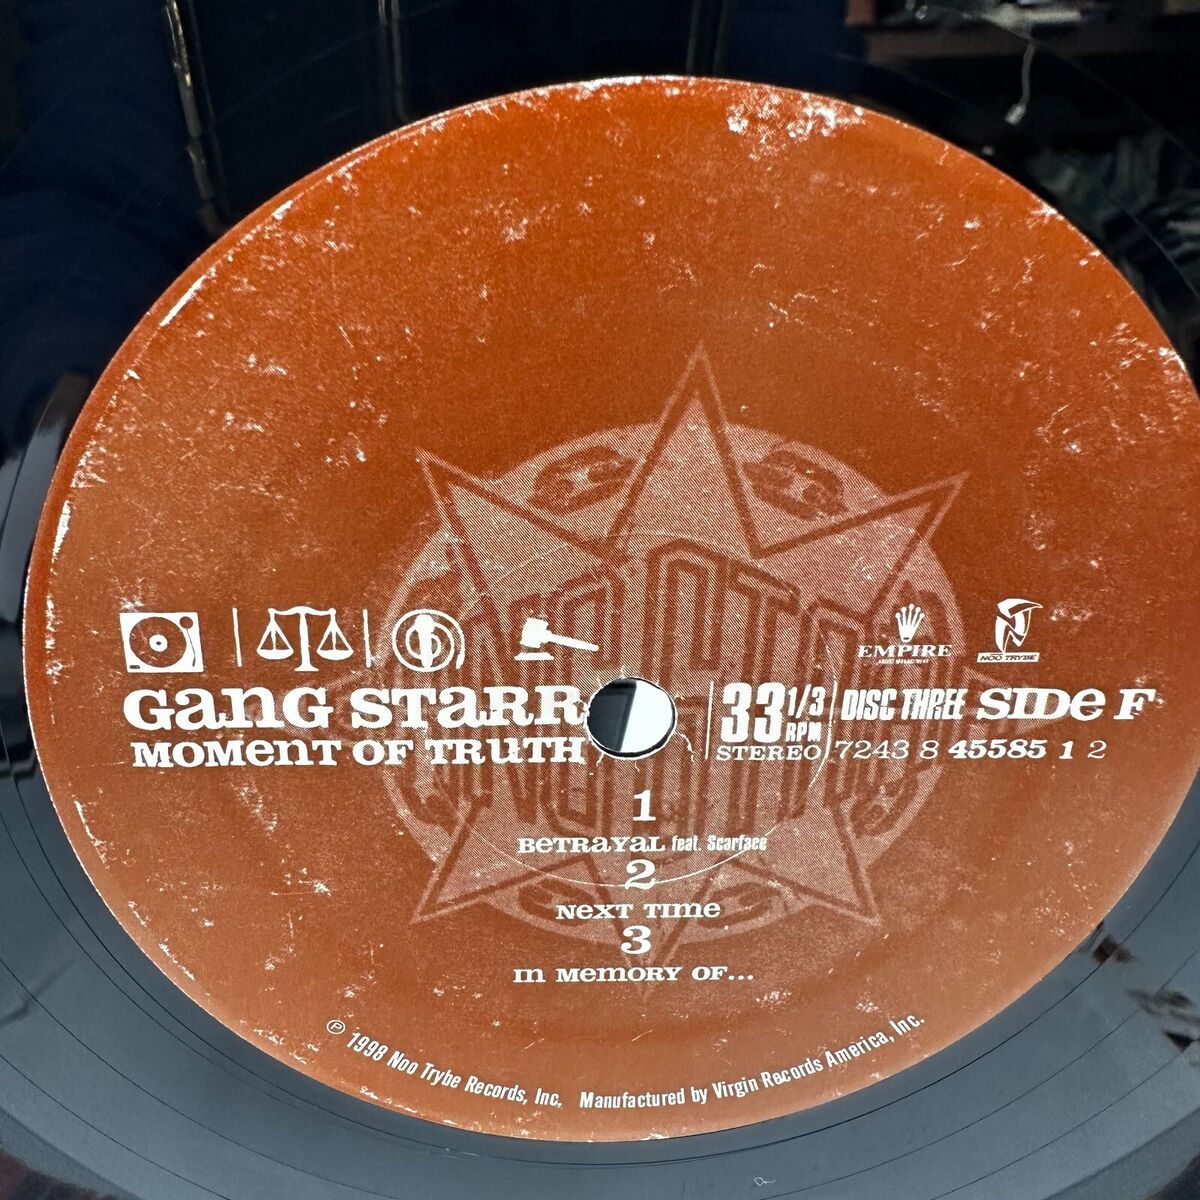 EMPIRE
NOO TRYBE
GANG STARR
MOMENT OF TRUTH
33 1/3 RPM
STEREO
DISC THREE SIDE F
7243 8 45585 1 2
1
BETRAYAL feat. Scarface
2
NEXT TIME
3
IN MEMORY OF...
℗ 1998 Noo Trybe Records, Inc. Manufactured by Virgin Records America, Inc.